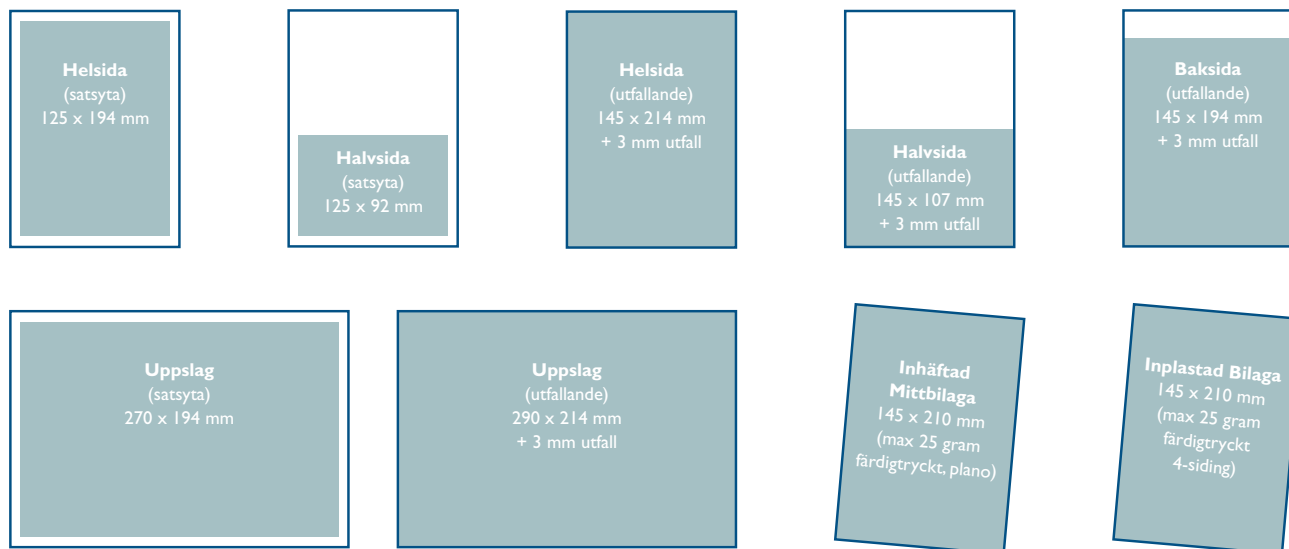 Helsida
(satsyta)
125 x 194 mm
Halvsida
(satsyta)
125 x 92 mm
Helsida
(utfallande)
145 x 214 mm
+ 3 mm utfall
Halvsida
(utfallande)
145 x 107 mm
+ 3 mm utfall
Baksida
(utfallande)
145 x 194 mm
+ 3 mm utfall
Uppslag
(satsyta)
270 x 194 mm
Uppslag
(utfallande)
290 x 214 mm
+ 3 mm utfall
Inhäftad
Mittbilaga
145 x 210 mm
(max 25 gram
färdigtryckt, plano)
Inplastad Bilaga
145 x 210 mm
(max 25 gram
färdigtryckt
4-siding)